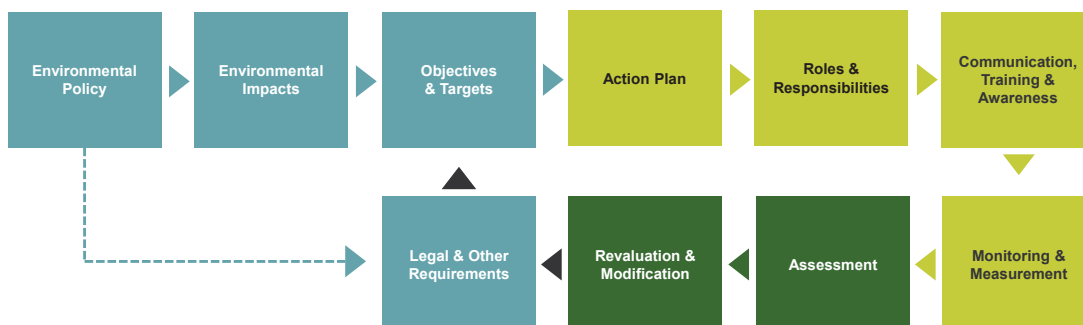 Environmental
Policy
Environmental
Impacts
Objectives
& Targets
Action Plan
Roles &
Responsibilities
Communication,
Training &
Awareness
Legal & Other
Requirements
Revaluation &
Modification
Assessment
Monitoring &
Measurement